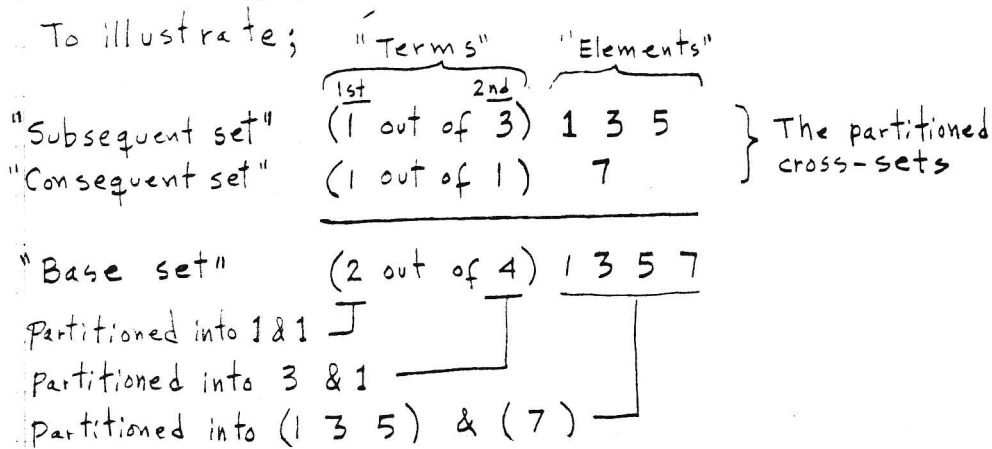 To illustrate;
"Terms" "Elements"
1st 2nd
"Subsequent set" (1 out of 3) 1 3 5 } The partitioned
"Consequent set" (1 out of 1) 7 cross-sets
"Base set" (2 out of 4) 1 3 5 7
Partitioned into 1 & 1
Partitioned into 3 & 1
Partitioned into (1 3 5) & (7)